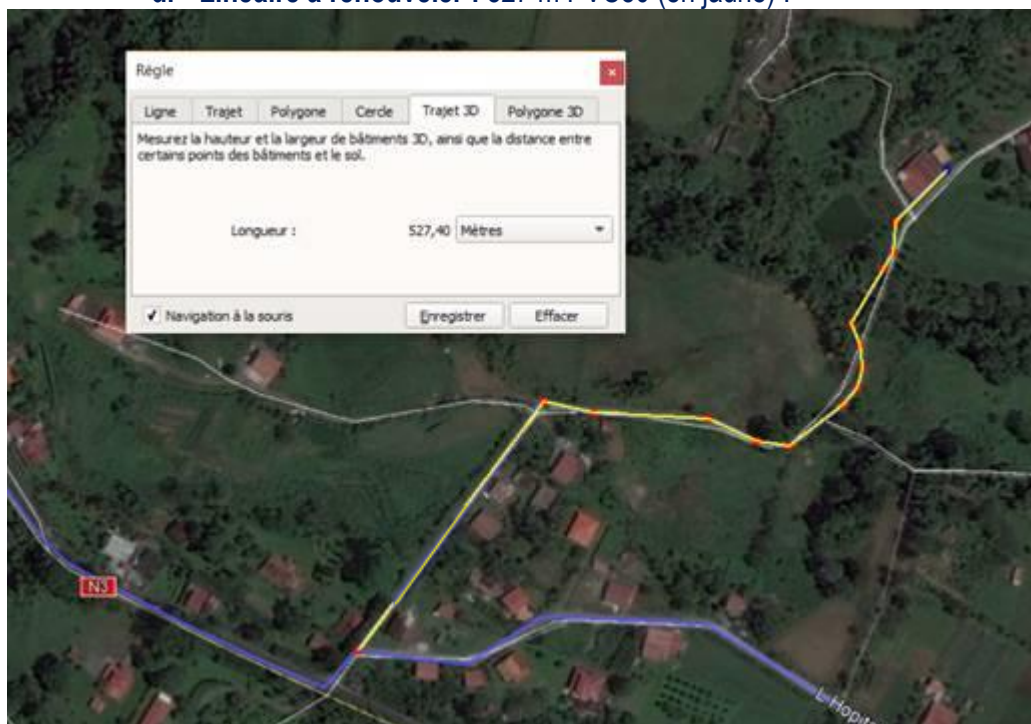 Règle
Ligne Trajet Polygone Cercle Trajet 3D Polygone 3D
Mesurez la hauteur et la largeur de bâtiments 3D, ainsi que la distance entre
certains points des bâtiments et le sol.
Longueur : 527,40 Mètres
Navigation à la souris Enregistrer Effacer
N3
L Hopit